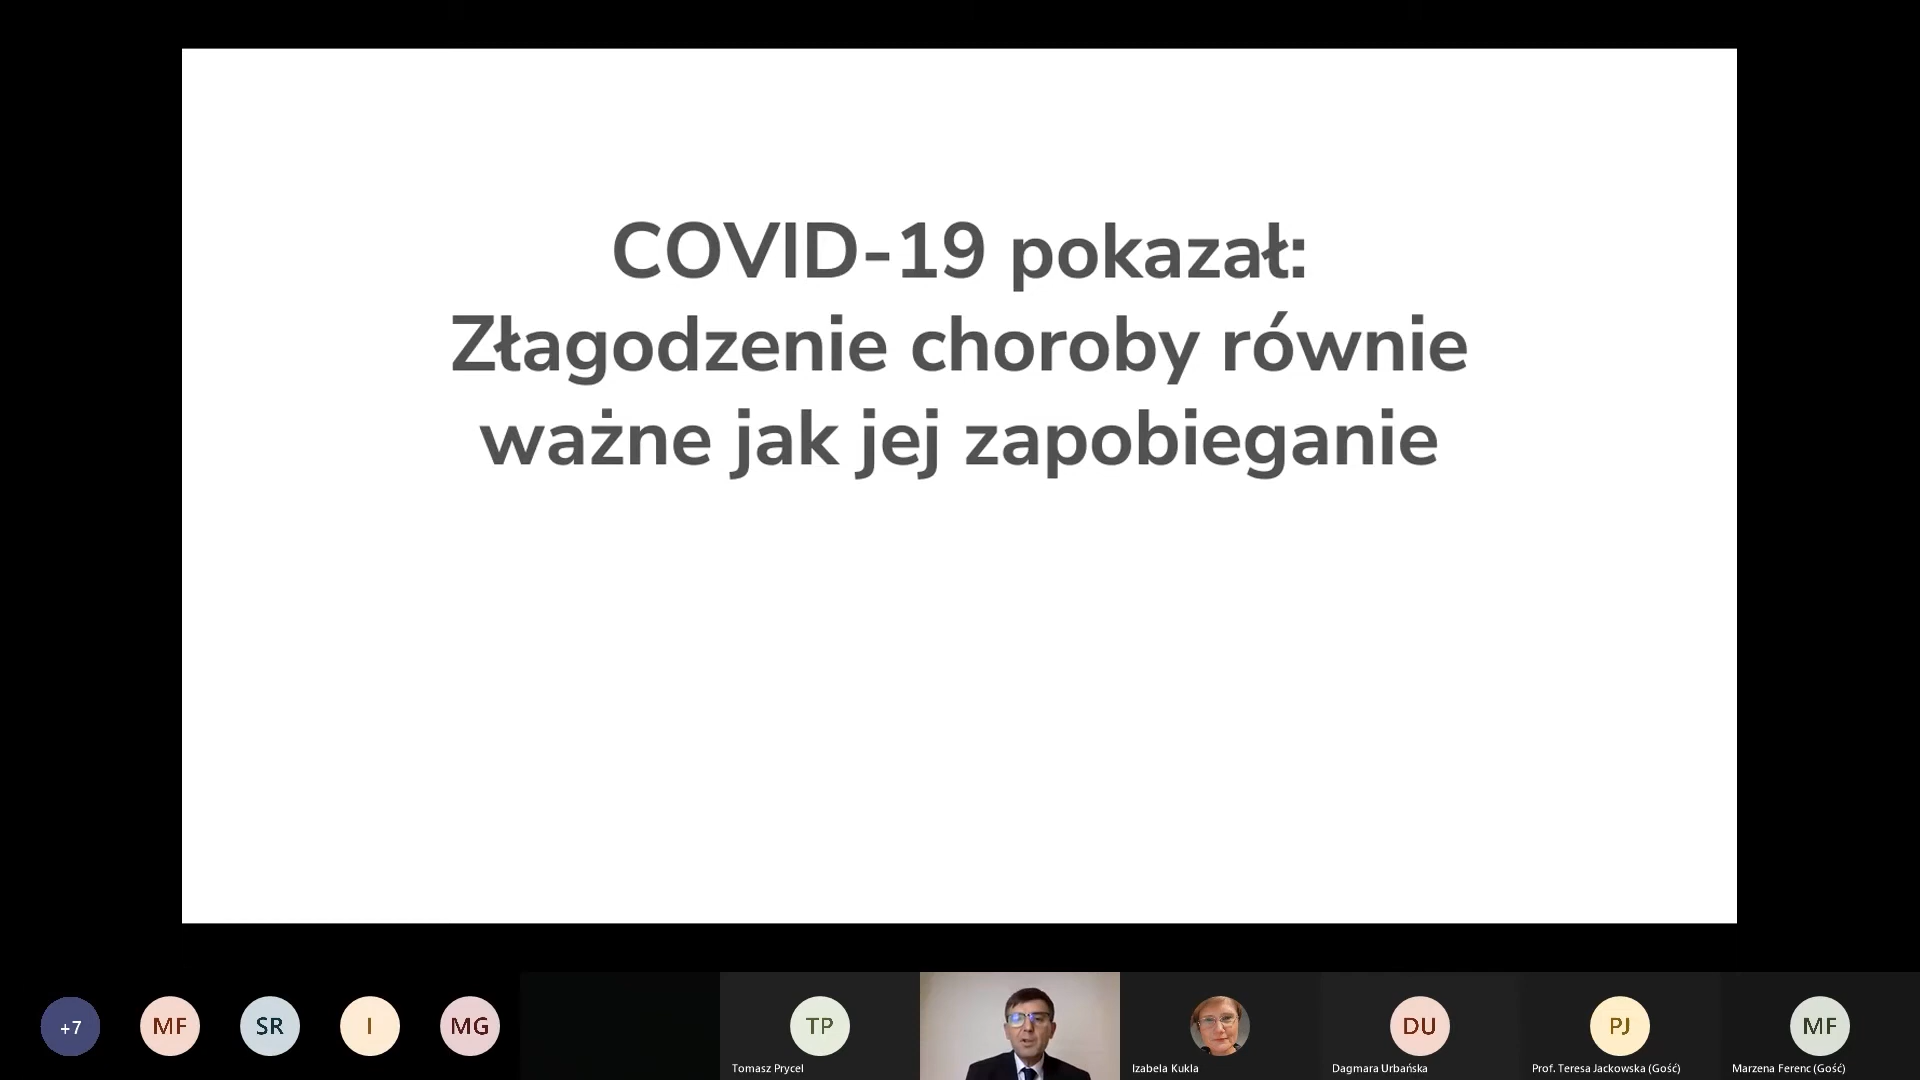 COVID-19 pokazał:
Złagodzenie choroby równie
ważne jak jej zapobieganie
+7
MF
SR
I
MG
TP
Tomasz Prycel
Izabela Kukla
DU
Dagmara Urbańska
PJ
Prof. Teresa Jackowska (Gość)
MF
Marzena Ferenc (Gość)